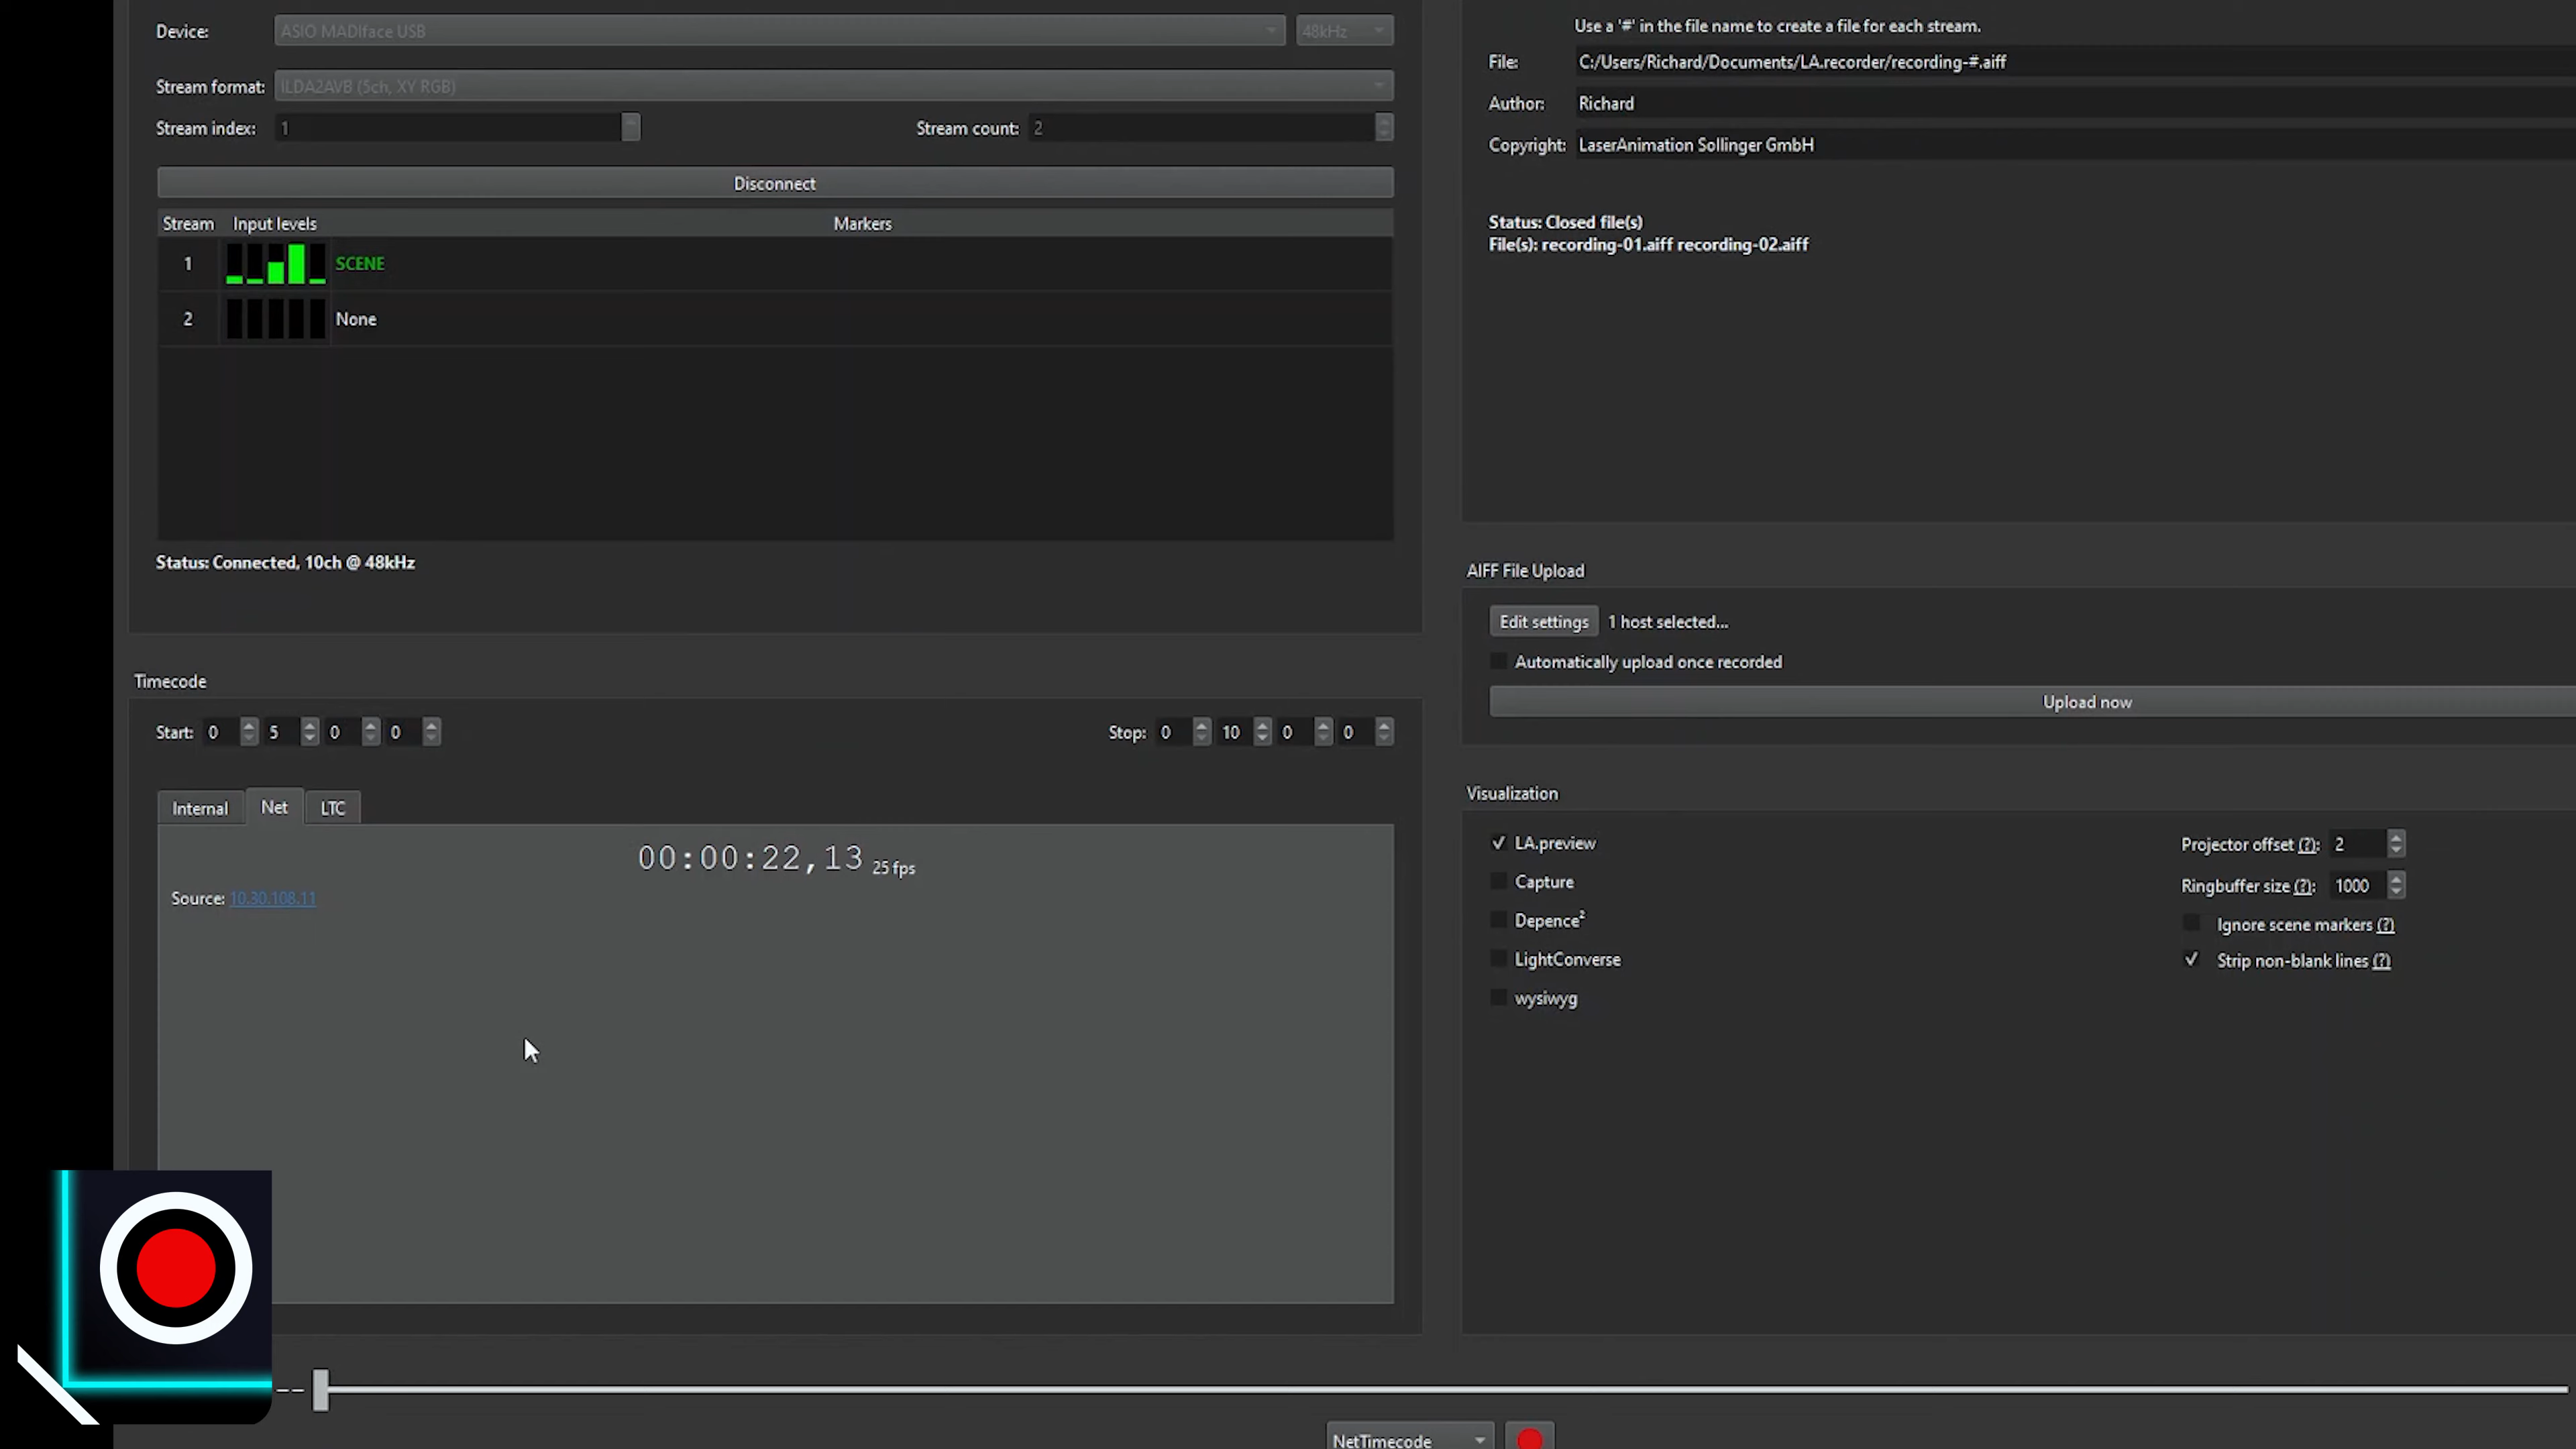 Device: ASIO MADIface USB 48kHz
Stream format: ILDA2AVB (5ch, XY RGB)
Stream index: 1 Stream count: 2
Disconnect
Stream Input levels Markers
1 SCENE
2 None
Status: Connected, 10ch @ 48kHz
Timecode
Start: 0 5 0 0 Stop: 0 10 0 0
Internal Net LTC
00:00:22,13 25 fps
Source: 10.30.108.11
Use a '#' in the file name to create a file for each stream.
File: C:/Users/Richard/Documents/LA.recorder/recording-#.aiff
Author: Richard
Copyright: LaserAnimation Sollinger GmbH
Status: Closed file(s)
File(s): recording-01.aiff recording-02.aiff
AIFF File Upload
Edit settings 1 host selected...
Automatically upload once recorded
Upload now
Visualization
LA.preview
Capture
Depence²
LightConverse
wysiwyg
Projector offset (?): 2
Ringbuffer size (?): 1000
Ignore scene markers (?)
Strip non-blank lines (?)
--
NetTimecode